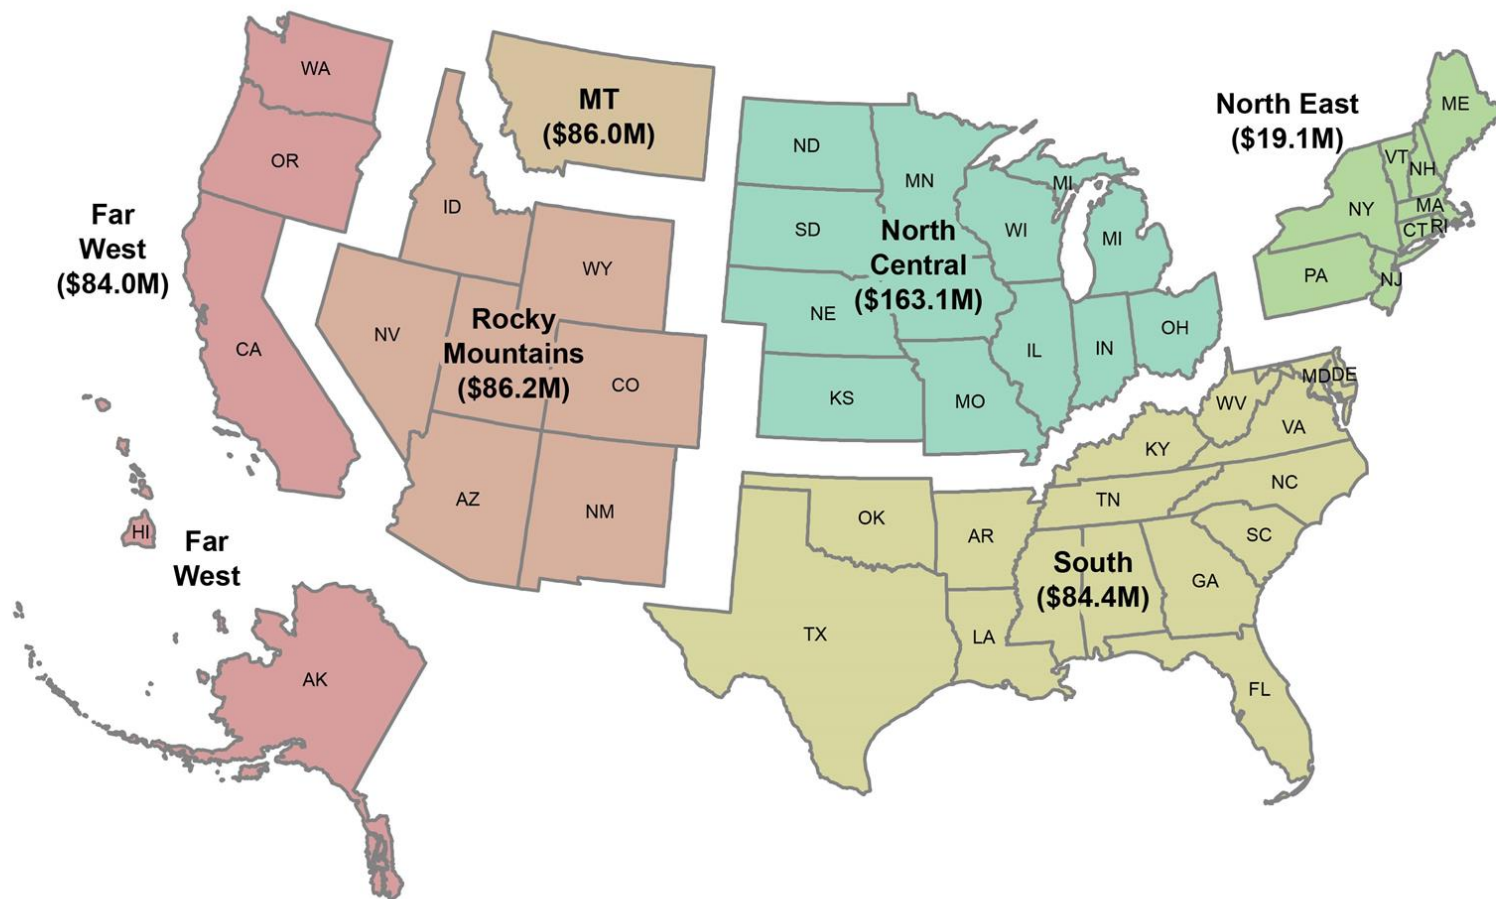 WA
OR
CA
Far
West
($84.0M)
HI
Far
West
AK
MT
($86.0M)
ID
WY
NV
Rocky
Mountains
($86.2M)
CO
AZ
NM
ND
MN
SD
WI
MI
MI
North
Central
($163.1M)
NE
IL
IN
OH
KS
MO
North East
($19.1M)
ME
VT
NH
NY
MA
CT
RI
PA
NJ
MD
DE
WV
VA
KY
NC
TN
OK
AR
SC
South
($84.4M)
GA
TX
LA
FL